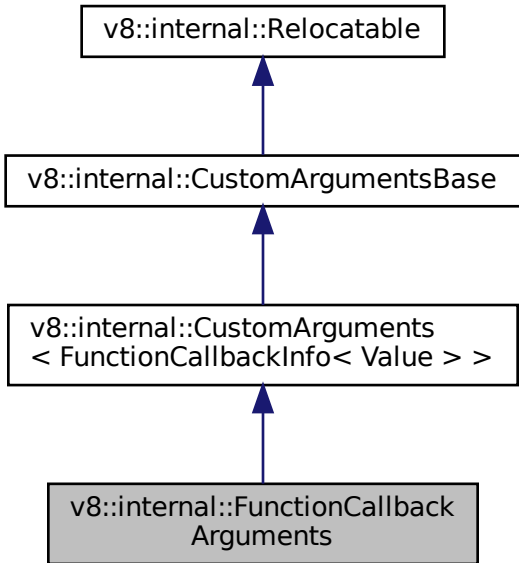 v8::internal::Relocatable
v8::internal::CustomArgumentsBase
v8::internal::CustomArguments
< FunctionCallbackInfo< Value > >
v8::internal::FunctionCallback
Arguments